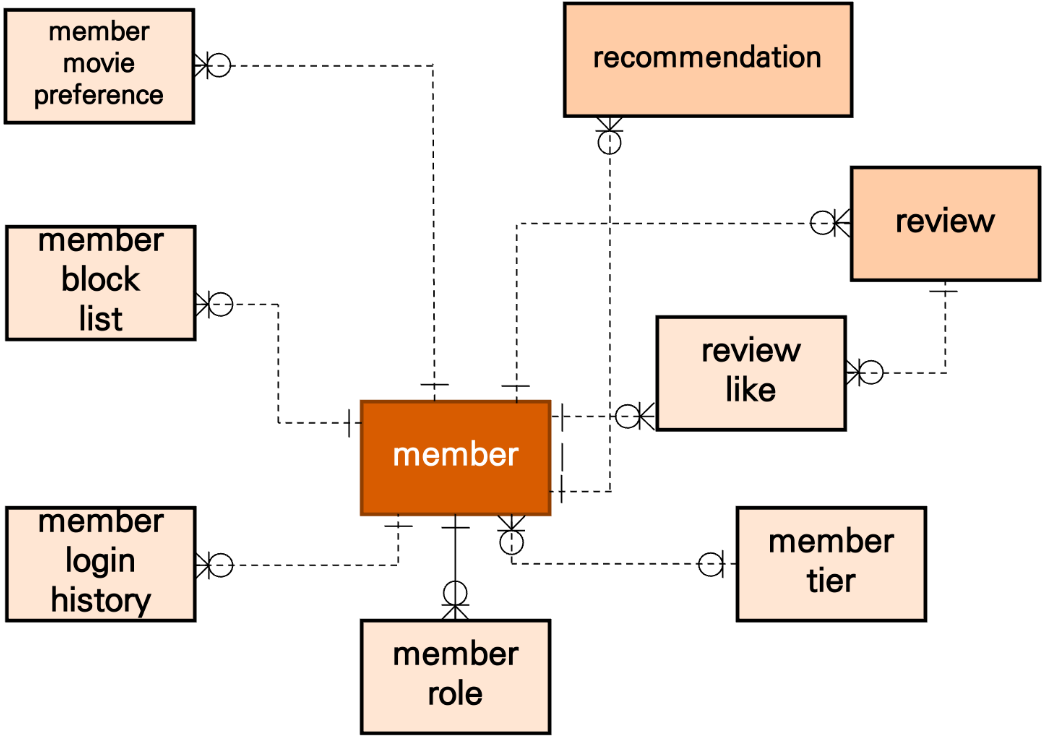 member
movie
preference
recommendation
review
member
block
list
review
like
member
member
login
history
member
tier
member
role